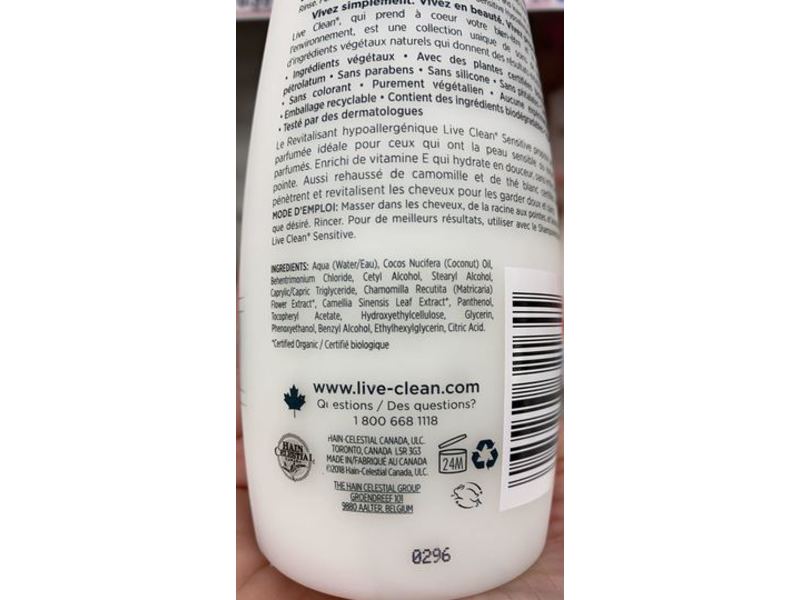 Rinse.
Vivez simplement. Vivez en beauté. Vivez
Live Clean*, qui prend à coeur votre bien-être
l'environnement, est une collection unique de soins
d'ingrédients végétaux naturels qui donnent des résultats
• Ingrédients végétaux • Avec des plantes certifiées
pétrolatum • Sans parabens • Sans silicone • Sans
• Sans colorant • Purement végétalien • Aucune
• Emballage recyclable • Contient des ingrédients biodégradables
• Testé par des dermatologues
Le Revitalisant hypoallergénique Live Clean* Sensitive
parfumée idéale pour ceux qui ont la peau sensible
parfumés. Enrichi de vitamine E qui hydrate en douceur,
pointe. Aussi rehaussé de camomille et de thé blanc
pénètrent et revitalisent les cheveux pour les garder doux et
MODE D'EMPLOI: Masser dans les cheveux, de la racine aux pointes,
que désiré. Rincer. Pour de meilleurs résultats, utiliser avec le Shampooing
Live Clean* Sensitive.
INGREDIENTS: Aqua (Water/Eau), Cocos Nucifera (Coconut) Oil,
Behentrimonium Chloride, Cetyl Alcohol, Stearyl Alcohol,
Caprylic/Capric Triglyceride, Chamomilla Recutita (Matricaria)
Flower Extract*, Camellia Sinensis Leaf Extract*, Panthenol,
Tocopheryl Acetate, Hydroxyethylcellulose, Glycerin,
Phenoxyethanol, Benzyl Alcohol, Ethylhexylglycerin, Citric Acid.
*Certified Organic / Certifié biologique
www.live-clean.com
Questions / Des questions?
1 800 668 1118
HAIN-CELESTIAL CANADA, ULC.
TORONTO, CANADA L5R 3G3
MADE IN/FABRIQUÉ AU CANADA
©2018 Hain-Celestial Canada, ULC.
HAIN
CELESTIAL
24M
THE HAIN CELESTIAL GROUP
GROENDREEF 101
9880 AALTER, BELGIUM
0296